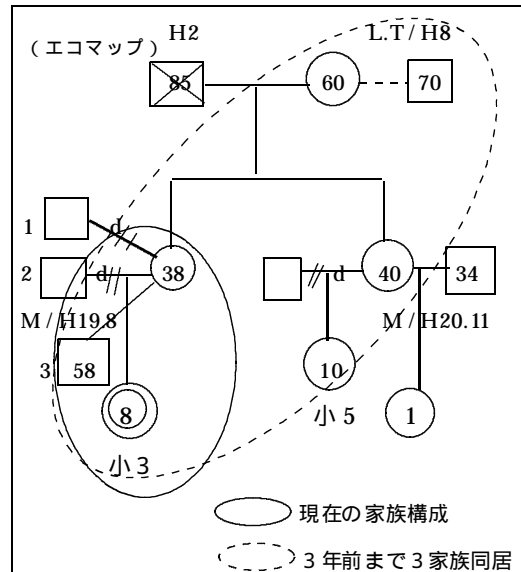 H2
L.T/H8
（エコマップ）
85
60
70
1
d
2
d
38
d
40
34
M/H19.8
M/H20.11
3
58
8
10
1
小3
小5
現在の家族構成
3年前まで3家族同居